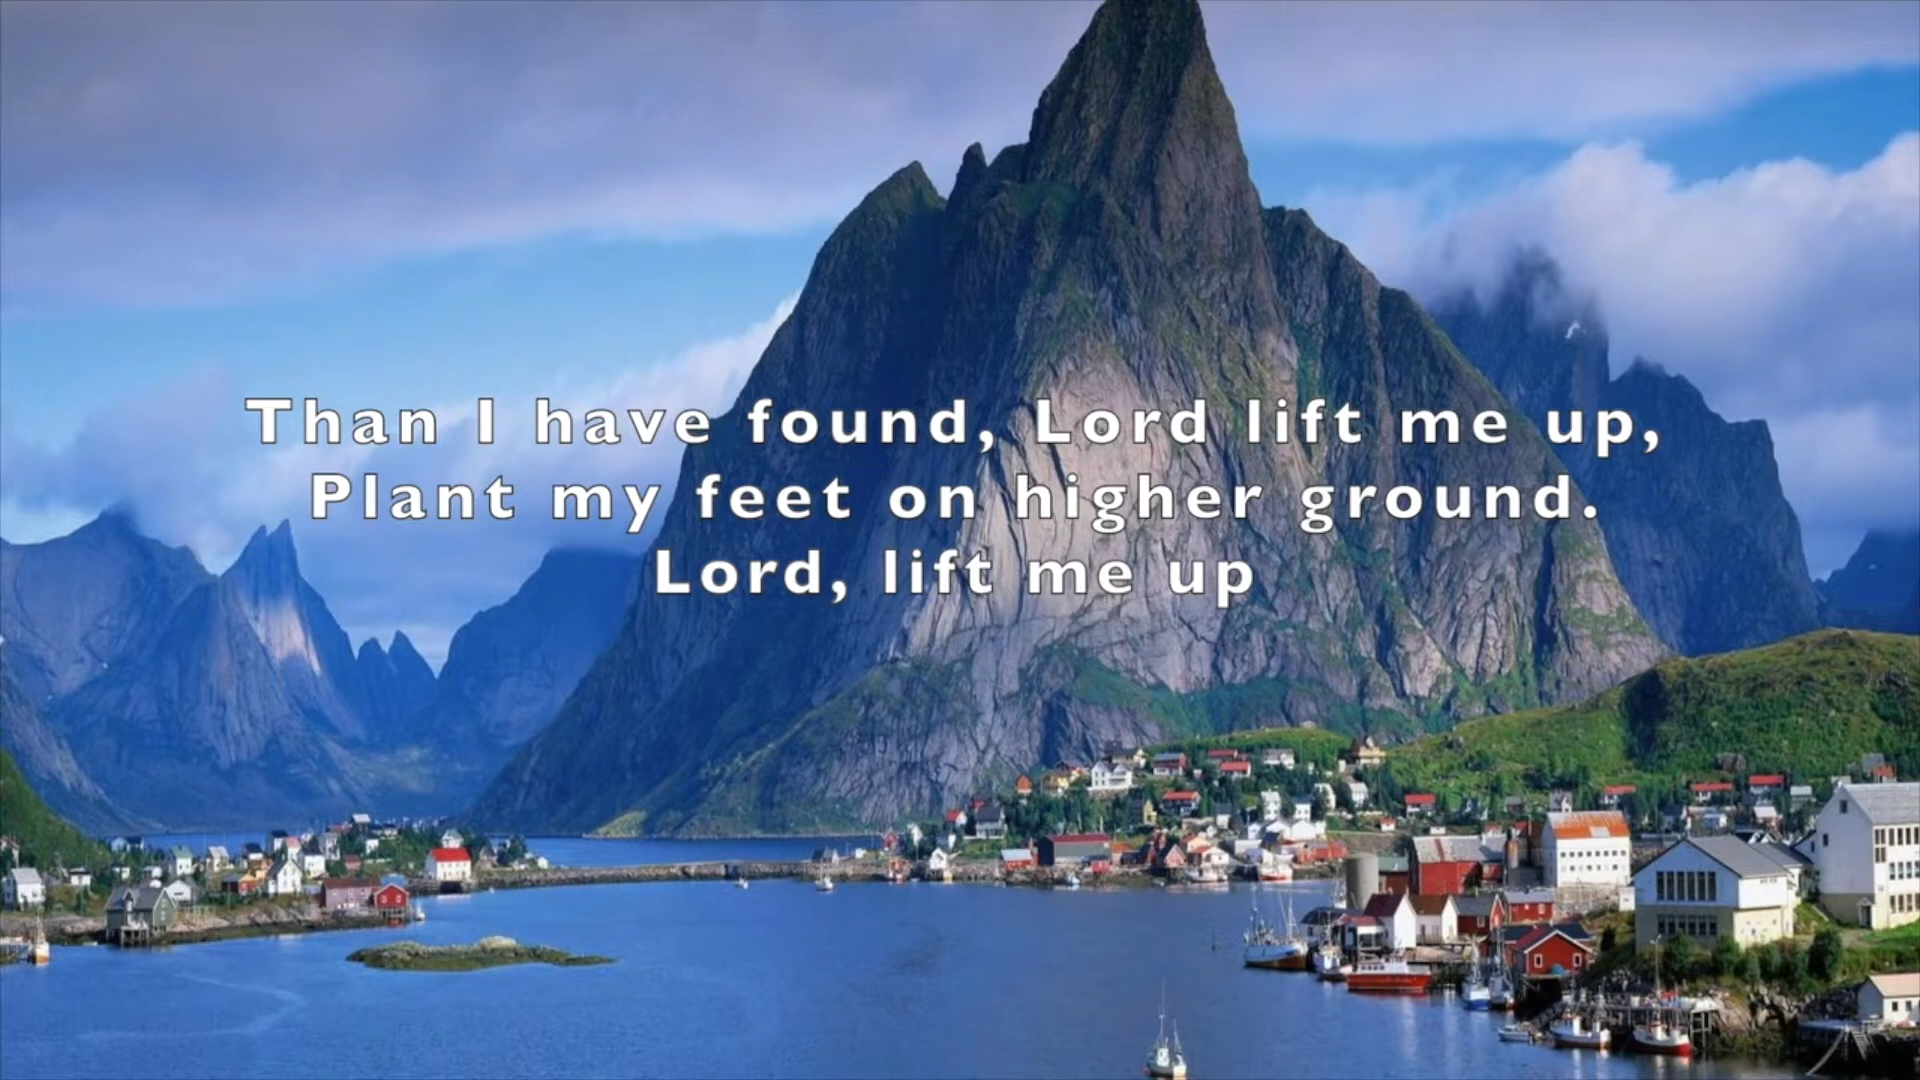 Than I have found, Lord lift me up,
Plant my feet on higher ground.
Lord, lift me up